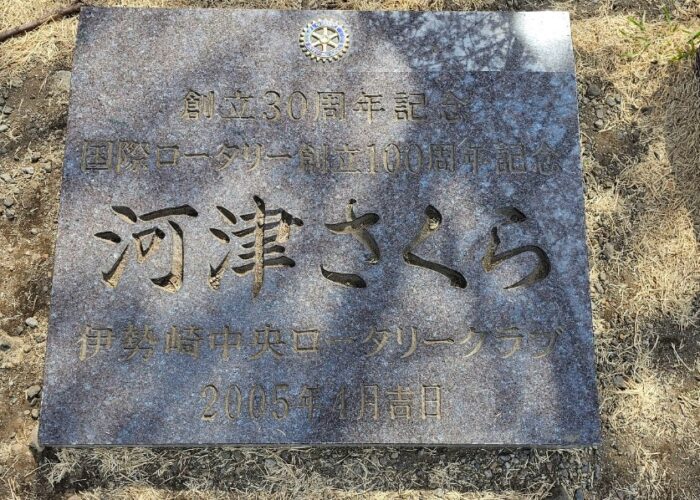 創立30周年記念
国際ロータリー創立100周年記念
河津さくら
伊勢崎中央ロータリークラブ
2005年4月吉日